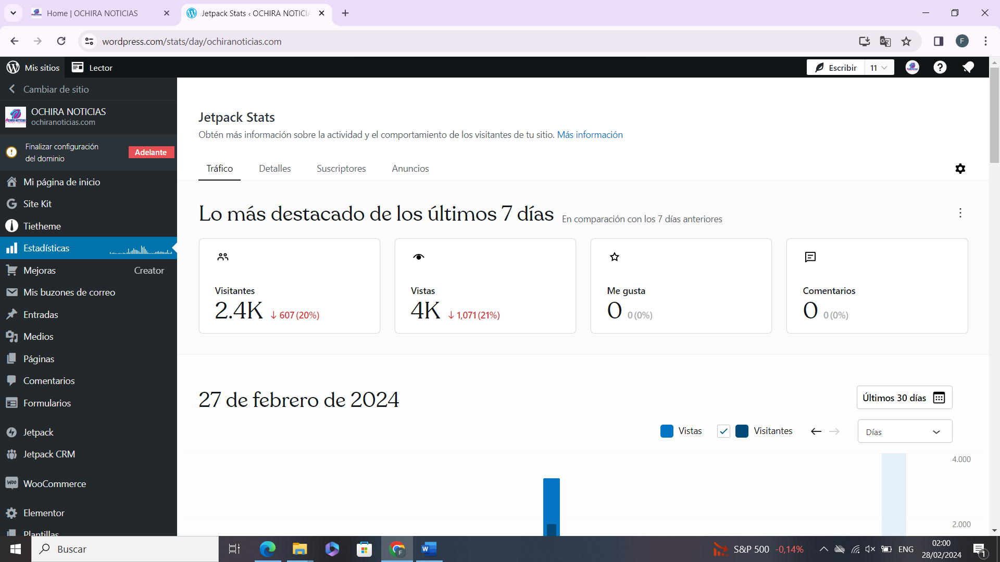 Home | OCHIRA NOTICIAS
Jetpack Stats ‹ OCHIRA NOTICIA
wordpress.com/stats/day/ochiranoticias.com
F
Mis sitios
Lector
Escribir
11
Cambiar de sitio
OCHIRA NOTICIAS
ochiranoticias.com
Finalizar configuración
del dominio
Adelante
Mi página de inicio
Site Kit
Tietheme
Estadísticas
Mejoras
Creator
Mis buzones de correo
Entradas
Medios
Páginas
Comentarios
Formularios
Jetpack
Jetpack CRM
WooCommerce
Elementor
Plantillas
Jetpack Stats
Obtén más información sobre la actividad y el comportamiento de los visitantes de tu sitio. Más información
Tráfico
Detalles
Suscriptores
Anuncios
Lo más destacado de los últimos 7 días
En comparación con los 7 días anteriores
Visitantes
2.4K ↓ 607 (20%)
Vistas
4K ↓ 1,071 (21%)
Me gusta
0 0 (0%)
Comentarios
0 0 (0%)
27 de febrero de 2024
Últimos 30 días
Vistas
Visitantes
Días
4.000
2.000
Buscar
S&P 500 -0,14%
ENG
02:00
28/02/2024
1